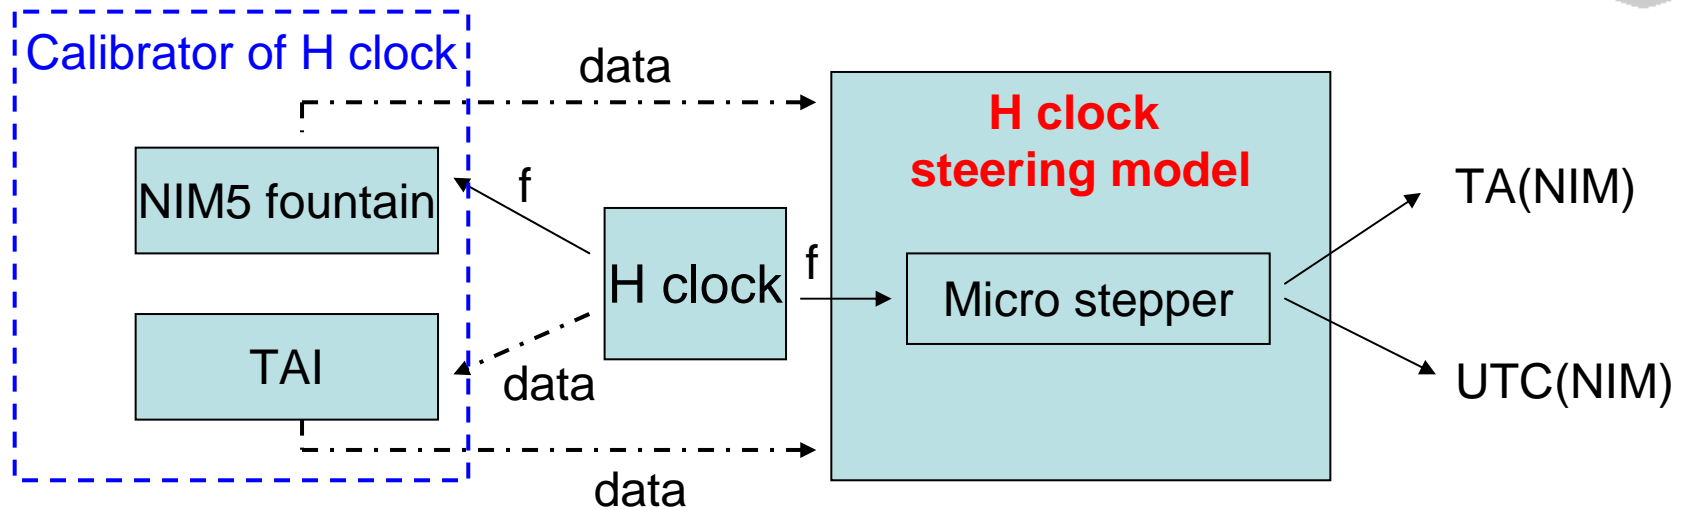 Calibrator of H clock
data
H clock
steering model
NIM5 fountain
f
TA(NIM)
H clock
f
Micro stepper
TAI
data
UTC(NIM)
data